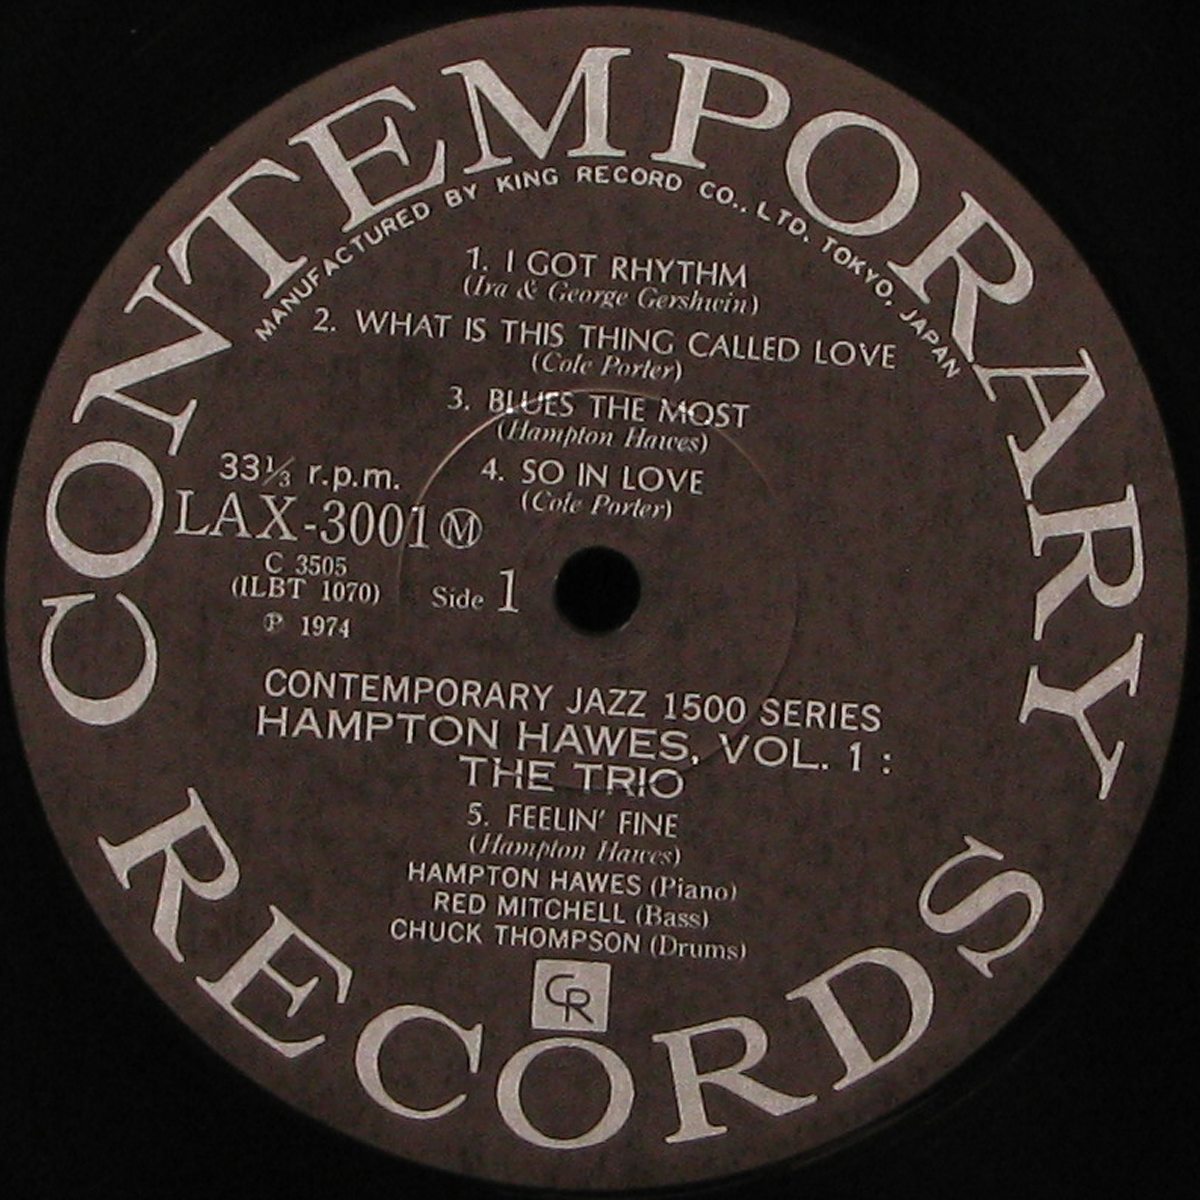 CONTEMPORARY
MANUFACTURED BY KING RECORD CO., LTD. TOKYO, JAPAN
1. I GOT RHYTHM
(Ira & George Gershwin)
2. WHAT IS THIS THING CALLED LOVE
(Cole Porter)
3. BLUES THE MOST
(Hampton Hawes)
4. SO IN LOVE
(Cole Porter)
33⅓ r.p.m.
LAX-3001 Ⓜ
C 3505
(ILBT 1070)
Side 1
℗ 1974
CONTEMPORARY JAZZ 1500 SERIES
HAMPTON HAWES, VOL. 1 :
THE TRIO
5. FEELIN' FINE
(Hampton Hawes)
HAMPTON HAWES (Piano)
RED MITCHELL (Bass)
CHUCK THOMPSON (Drums)
CR
RECORDS